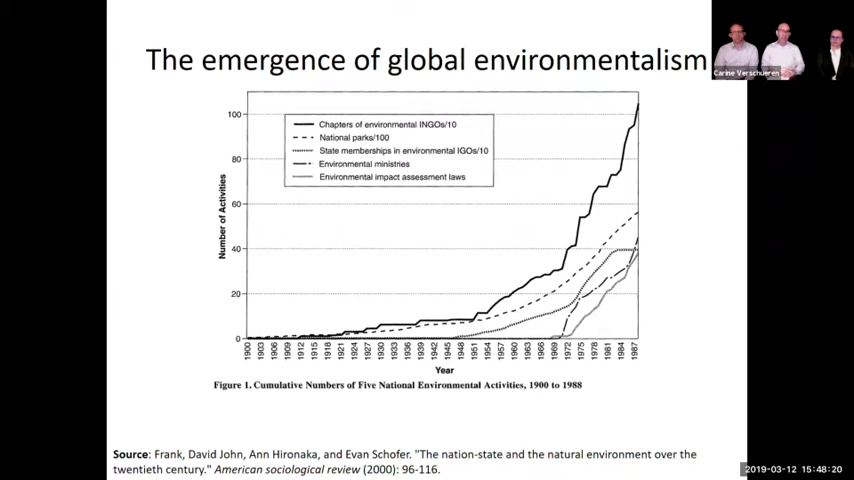 The emergence of global environmentalism
Carine Verschueren
Chapters of environmental INGOs/10
National parks/100
State memberships in environmental IGOs/10
Environmental ministries
Environmental impact assessment laws
Number of Activities
100
80
60
40
20
0
1900 1903 1906 1909 1912 1915 1918 1921 1924 1927 1930 1933 1936 1939 1942 1945 1948 1951 1954 1957 1960 1963 1966 1969 1972 1975 1978 1981 1984 1987
Year
Figure 1. Cumulative Numbers of Five National Environmental Activities, 1900 to 1988
Source: Frank, David John, Ann Hironaka, and Evan Schofer. "The nation-state and the natural environment over the
twentieth century." American sociological review (2000): 96-116.
2019-03-12 15:48:20